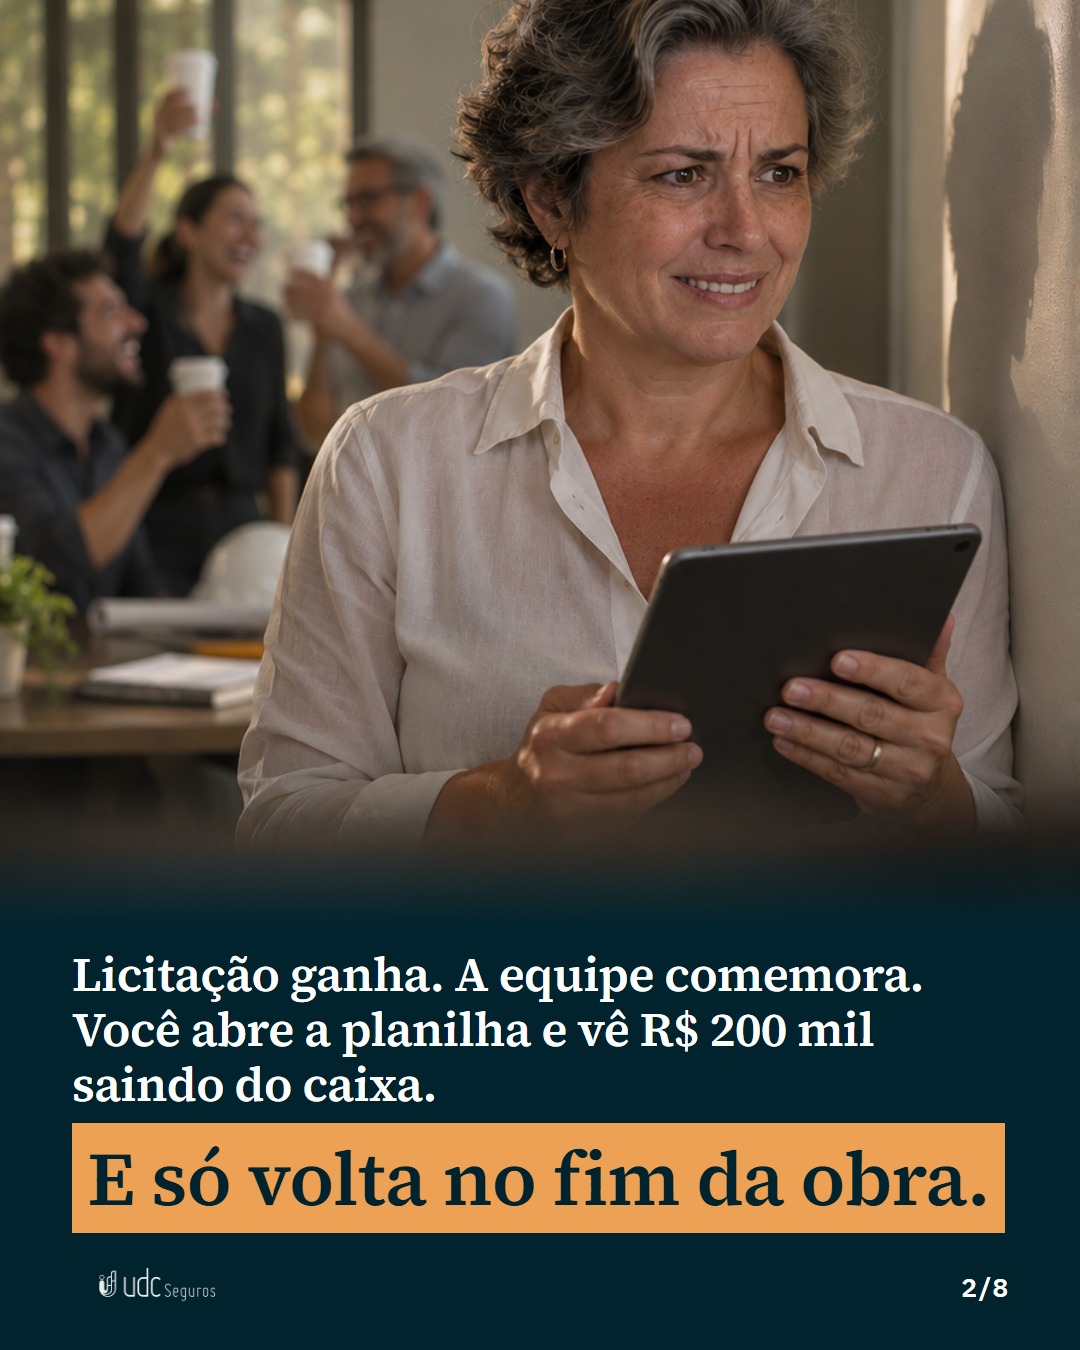 Licitação ganha. A equipe comemora.
Você abre a planilha e vê R$ 200 mil
saindo do caixa.
E só volta no fim da obra.
udc Seguros
2/8